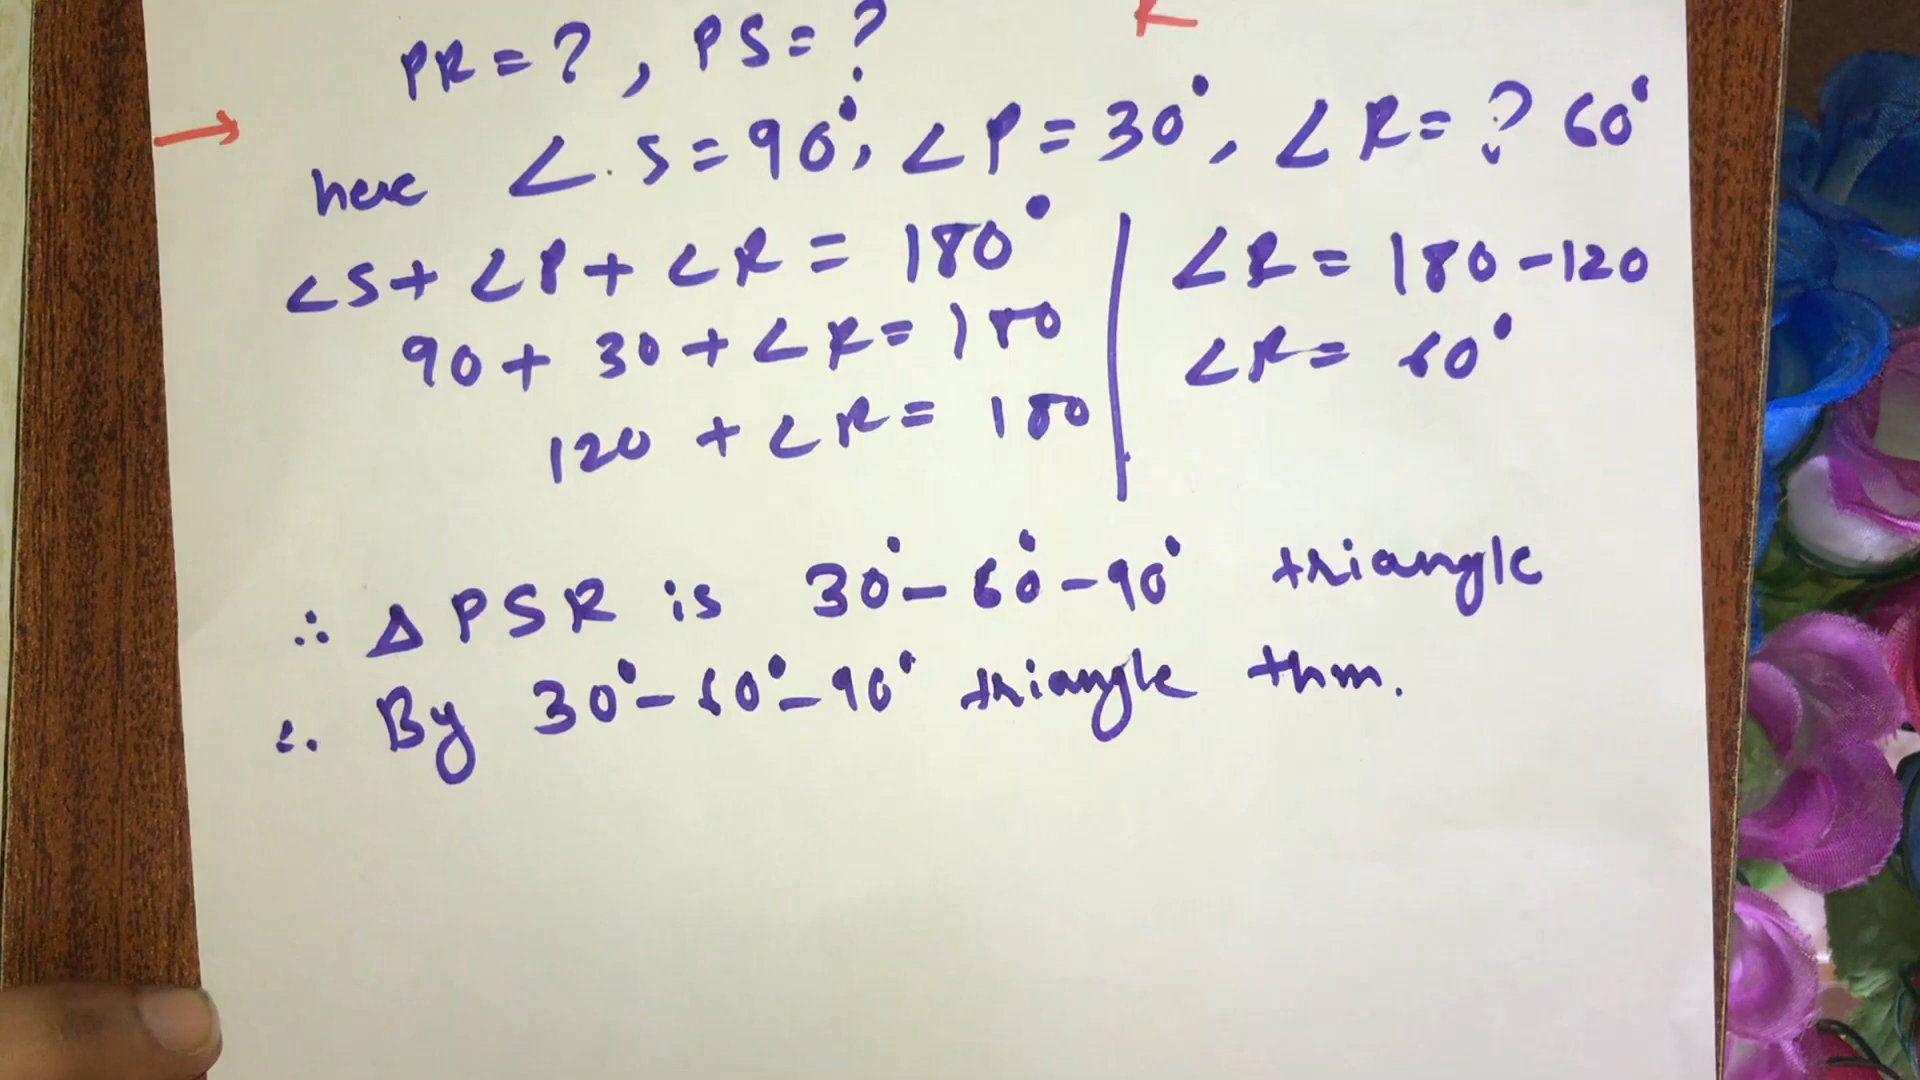 PR = ? , PS = ?
here ∠.S = 90°, ∠P = 30°, ∠R = ? 60°
∠S + ∠P + ∠R = 180°
90 + 30 + ∠R = 180
120 + ∠R = 180
∠R = 180 - 120
∠R = 60°
∴ △ PSR is 30°-60°-90° triangle
∴ By 30°-60°-90° triangle thm.